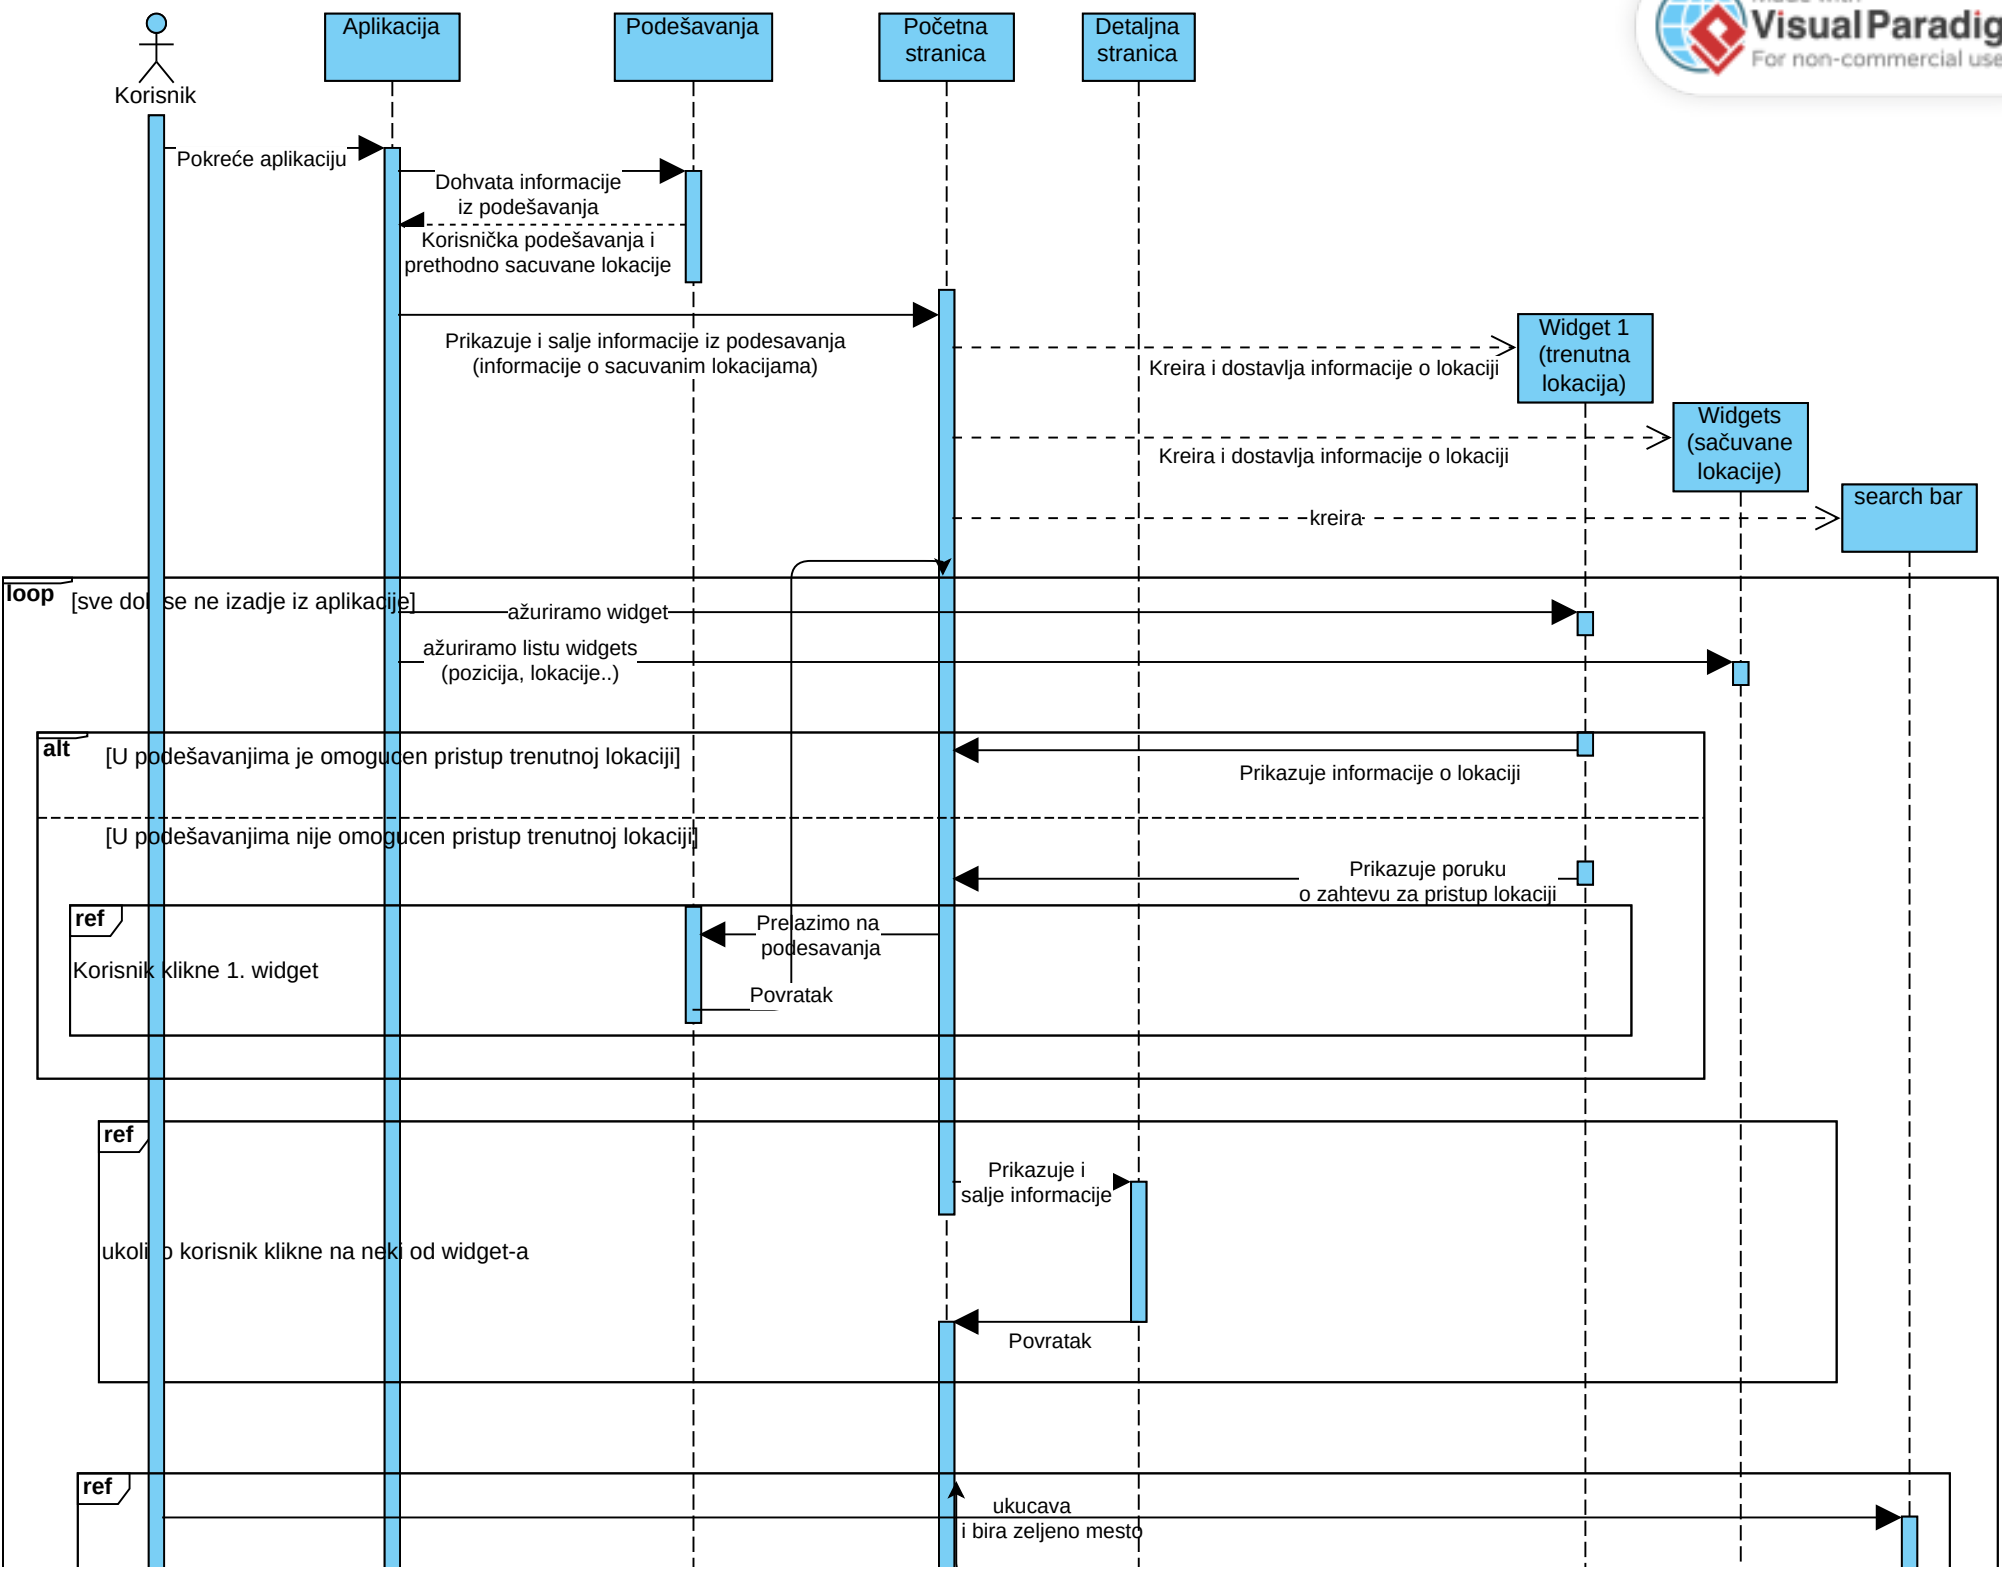 Korisnik
Aplikacija
Podešavanja
Početna
stranica
Detaljna
stranica
Visual Paradig
For non-commercial use
Pokreće aplikaciju
Dohvata informacije
iz podešavanja
Korisnička podešavanja i
prethodno sacuvane lokacije
Prikazuje i salje informacije iz podesavanja
(informacije o sacuvanim lokacijama)
Widget 1
(trenutna
lokacija)
Kreira i dostavlja informacije o lokaciji
Widgets
(sačuvane
lokacije)
Kreira i dostavlja informacije o lokaciji
search bar
kreira
loop
[sve dok se ne izadje iz aplikacije]
ažuriramo widget
ažuriramo listu widgets
(pozicija, lokacije..)
alt
[U podešavanjima je omogucen pristup trenutnoj lokaciji]
Prikazuje informacije o lokaciji
[U podešavanjima nije omogucen pristup trenutnoj lokaciji]
Prikazuje poruku
o zahtevu za pristup lokaciji
ref
Prelazimo na
podesavanja
Korisnik klikne 1. widget
Povratak
ref
Prikazuje i
salje informacije
ukoliko korisnik klikne na neki od widget-a
Povratak
ref
ukucava
i bira zeljeno mesto